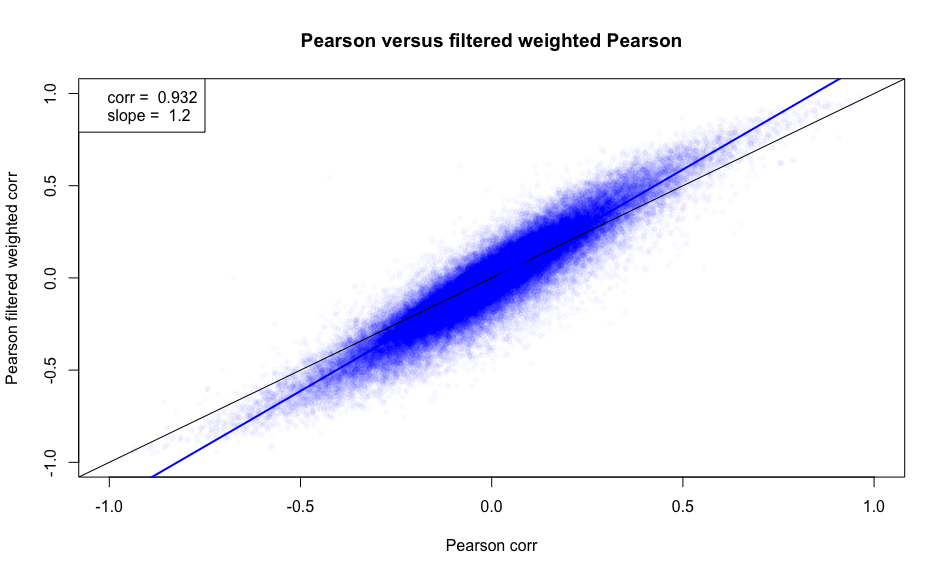 Pearson versus filtered weighted Pearson
corr = 0.932
slope = 1.2
Pearson filtered weighted corr
1.0
0.5
0.0
-0.5
-1.0
-1.0 -0.5 0.0 0.5 1.0
Pearson corr